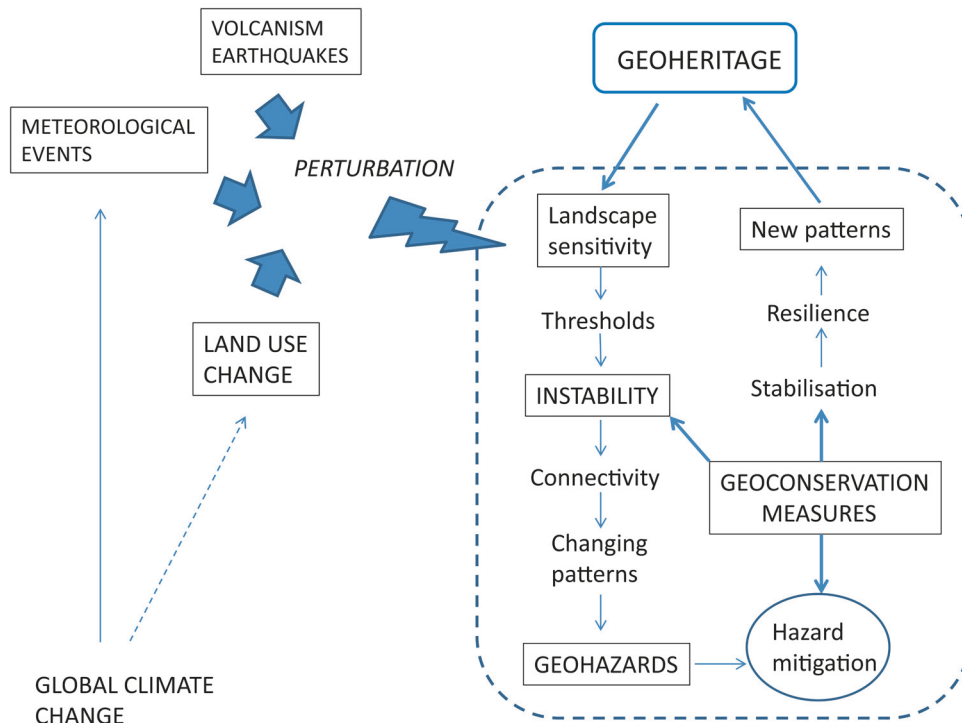 VOLCANISM
EARTHQUAKES
GEOHERITAGE
METEOROLOGICAL
EVENTS
PERTURBATION
Landscape
sensitivity
New patterns
Thresholds
Resilience
LAND USE
CHANGE
INSTABILITY
Stabilisation
Connectivity
GEOCONSERVATION
MEASURES
Changing
patterns
Hazard
mitigation
GEOHAZARDS
GLOBAL CLIMATE
CHANGE